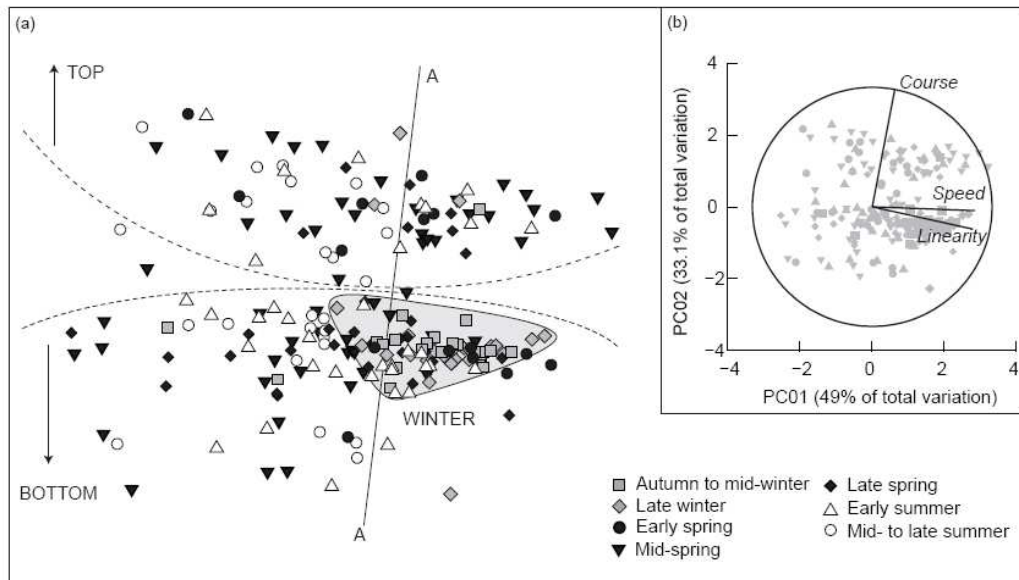 (a)
TOP
A
A
WINTER
BOTTOM
(b)
PC02 (33.1% of total variation)
4
2
0
−2
−4
Course
Speed
Linearity
−4
−2
0
2
4
PC01 (49% of total variation)
Autumn to mid-winter
Late winter
Early spring
Mid-spring
Late spring
Early summer
Mid- to late summer